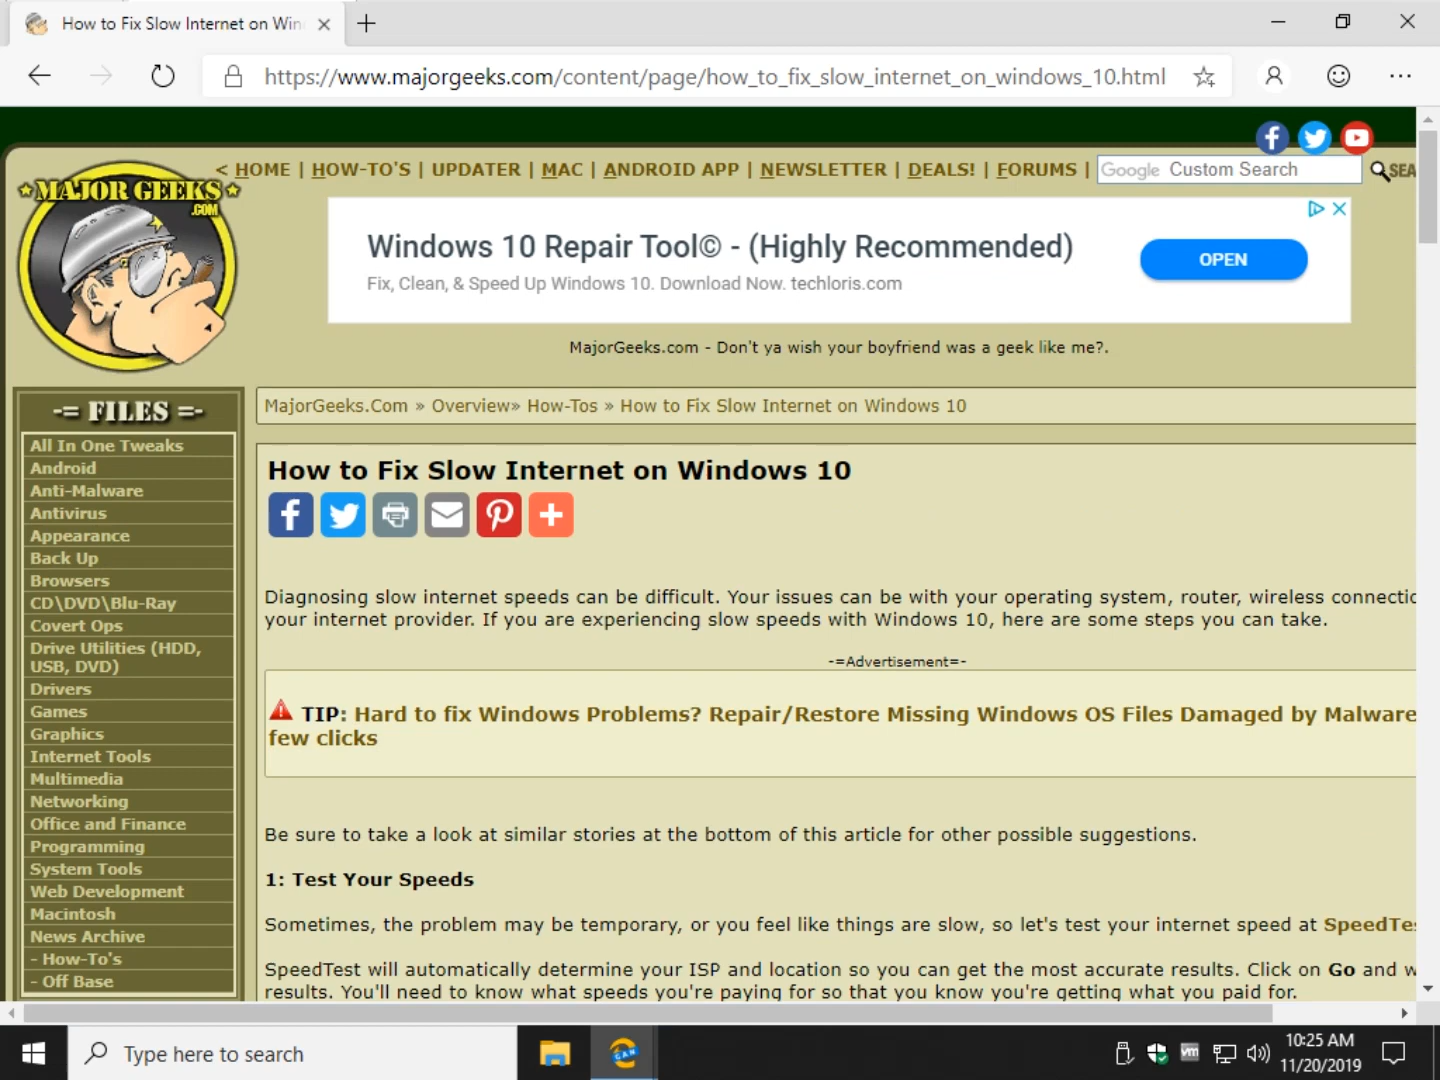 How to Fix Slow Internet on Win
https://www.majorgeeks.com/content/page/how_to_fix_slow_internet_on_windows_10.html
< HOME | HOW-TO'S | UPDATER | MAC | ANDROID APP | NEWSLETTER | DEALS! | FORUMS |
Google Custom Search
SEA
MAJOR GEEKS
.COM
Windows 10 Repair Tool© - (Highly Recommended)
Fix, Clean, & Speed Up Windows 10. Download Now. techloris.com
OPEN
MajorGeeks.com - Don't ya wish your boyfriend was a geek like me?.
-= FILES =-
All In One Tweaks
Android
Anti-Malware
Antivirus
Appearance
Back Up
Browsers
CD\DVD\Blu-Ray
Covert Ops
Drive Utilities (HDD,
USB, DVD)
Drivers
Games
Graphics
Internet Tools
Multimedia
Networking
Office and Finance
Programming
System Tools
Web Development
Macintosh
News Archive
- How-To's
- Off Base
MajorGeeks.Com » Overview» How-Tos » How to Fix Slow Internet on Windows 10
How to Fix Slow Internet on Windows 10
Diagnosing slow internet speeds can be difficult. Your issues can be with your operating system, router, wireless connectio
your internet provider. If you are experiencing slow speeds with Windows 10, here are some steps you can take.
-=Advertisement=-
TIP: Hard to fix Windows Problems? Repair/Restore Missing Windows OS Files Damaged by Malware
few clicks
Be sure to take a look at similar stories at the bottom of this article for other possible suggestions.
1: Test Your Speeds
Sometimes, the problem may be temporary, or you feel like things are slow, so let's test your internet speed at SpeedTes
SpeedTest will automatically determine your ISP and location so you can get the most accurate results. Click on Go and w
results. You'll need to know what speeds you're paying for so that you know you're getting what you paid for.
Type here to search
CAN
vm
10:25 AM
11/20/2019